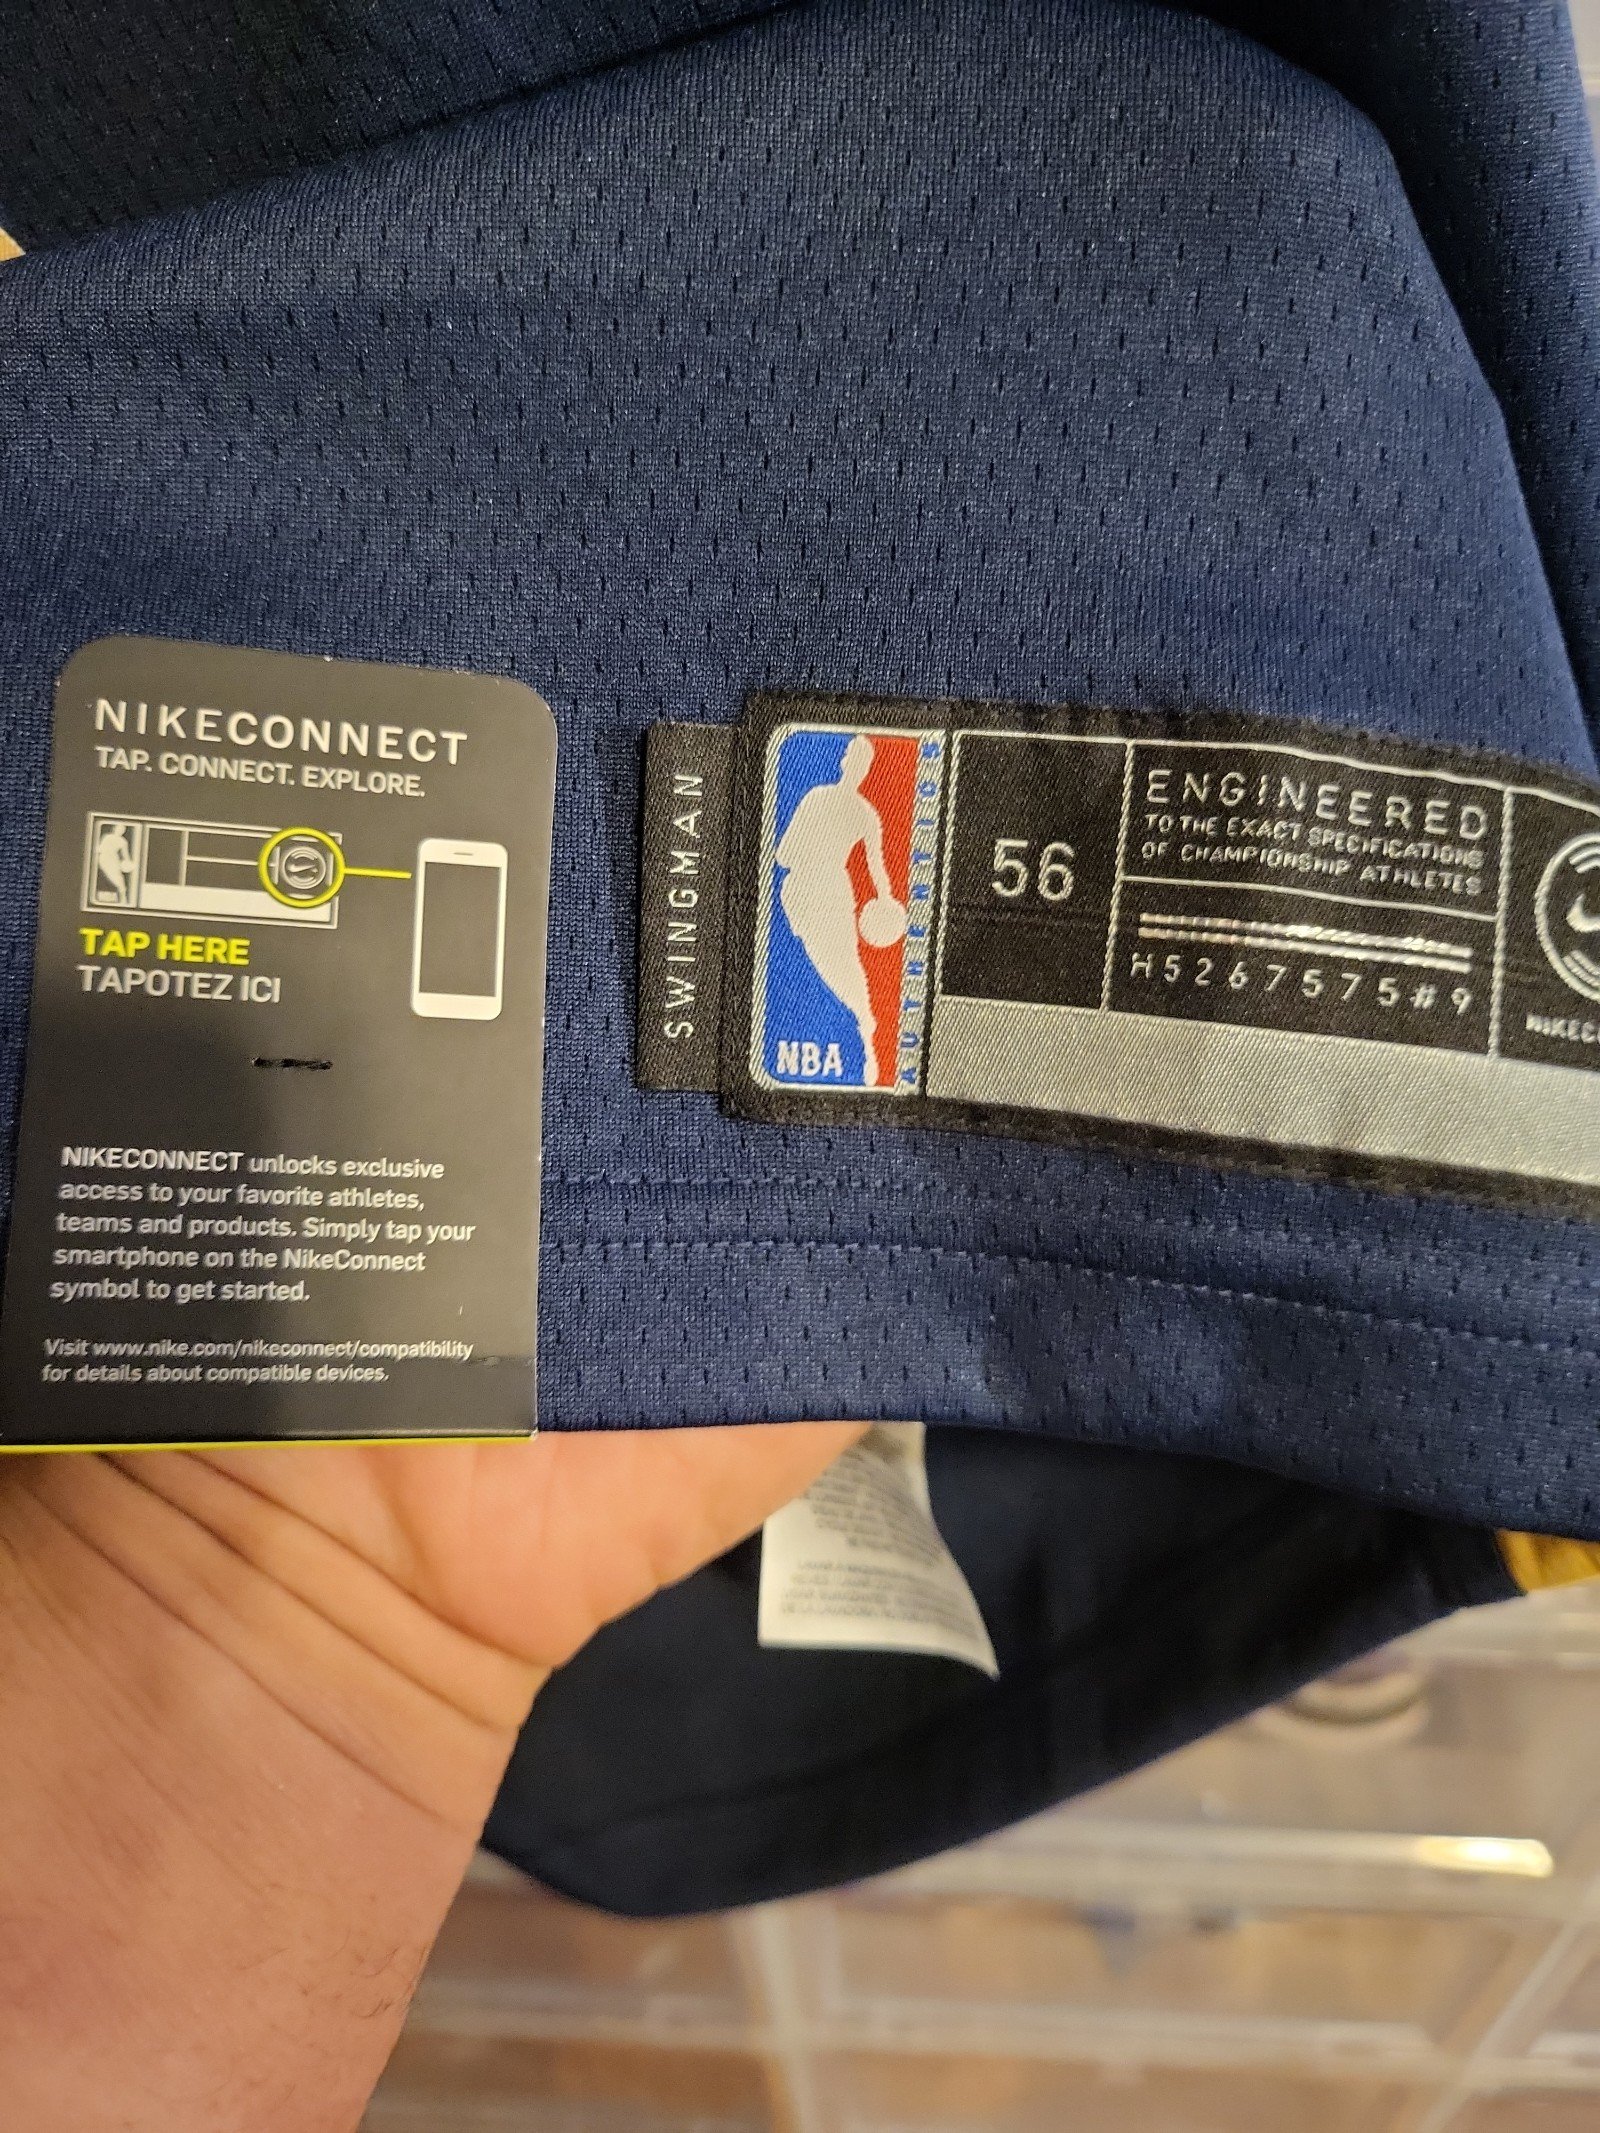 NIKECONNECT
TAP. CONNECT. EXPLORE.
TAP HERE
TAPOTEZ ICI
NIKECONNECT unlocks exclusive
access to your favorite athletes,
teams and products. Simply tap your
smartphone on the NikeConnect
symbol to get started.
Visit www.nike.com/nikeconnect/compatibility
for details about compatible devices.
SWINGMAN
NBA
AUTHENTICS
56
ENGINEERED
TO THE EXACT SPECIFICATIONS
OF CHAMPIONSHIP ATHLETES
H5267575#9